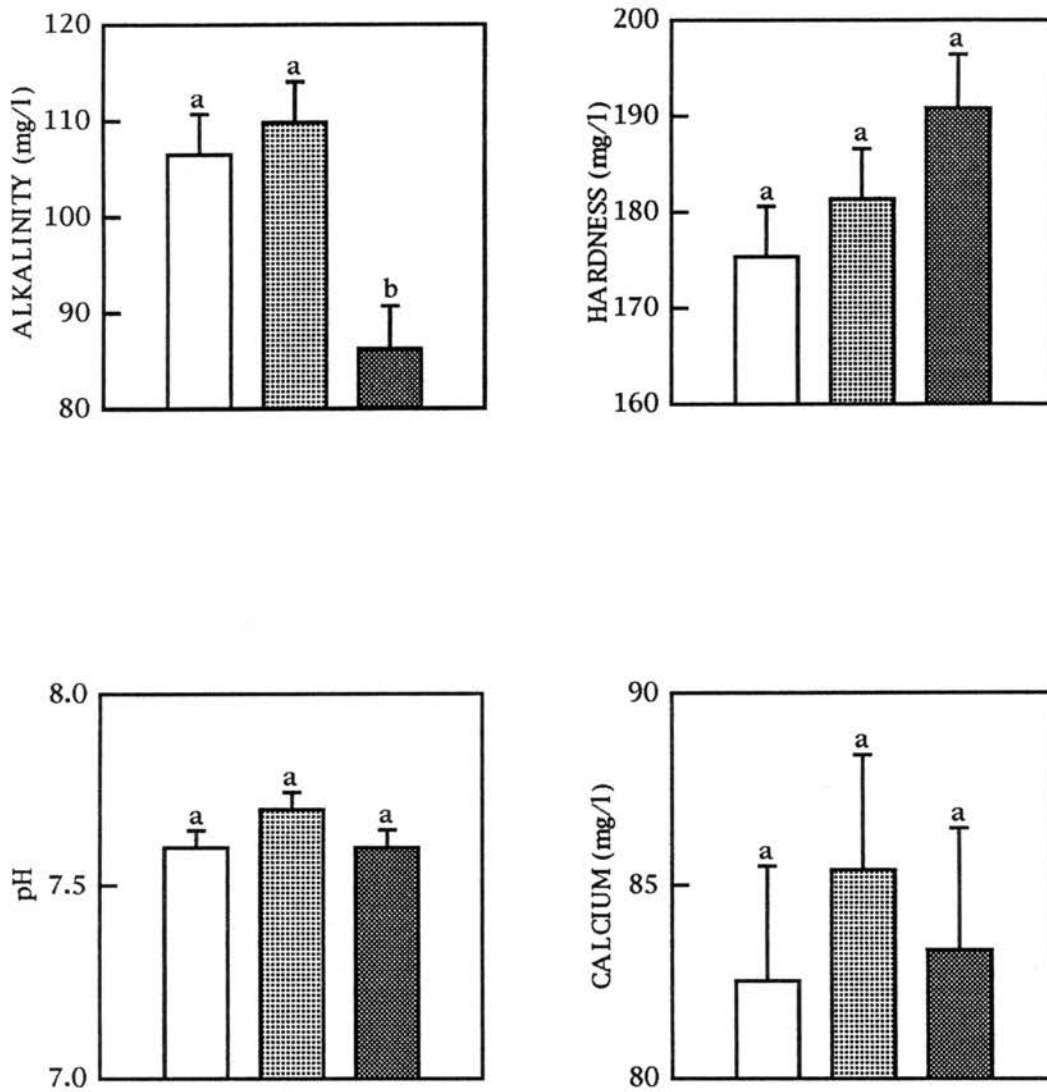 120
110
100
90
80
ALKALINITY (mg/l)
a
a
b
200
190
180
170
160
HARDNESS (mg/l)
a
a
a
8.0
7.5
7.0
pH
a
a
a
90
85
80
CALCIUM (mg/l)
a
a
a